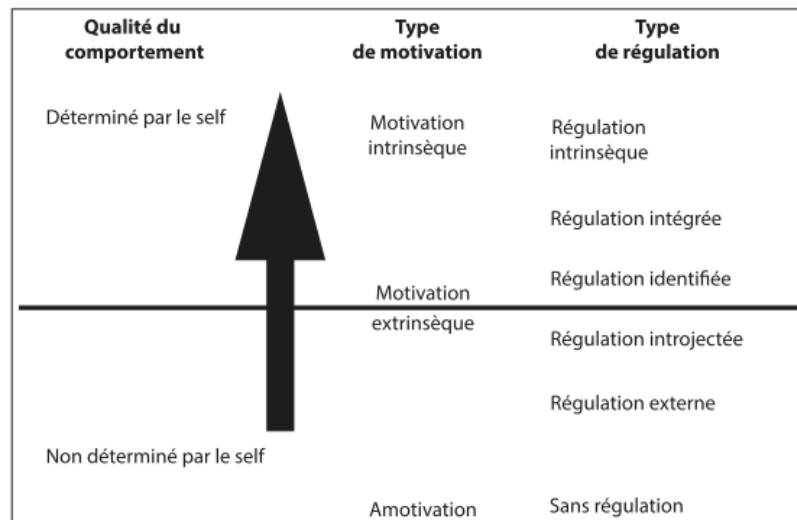 Qualité du comportement
Type de motivation
Type de régulation
Déterminé par le self
Motivation intrinsèque
Régulation intrinsèque
Régulation intégrée
Régulation identifiée
Motivation extrinsèque
Régulation introjectée
Régulation externe
Non déterminé par le self
Amotivation
Sans régulation